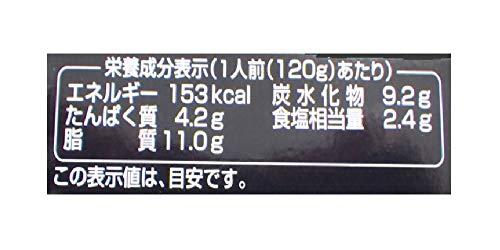 栄養成分表示(1人前(120g)あたり)
エネルギー 153kcal 炭水化物 9.2g
たんぱく質 4.2g 食塩相当量 2.4g
脂質 11.0g
この表示値は、目安です。